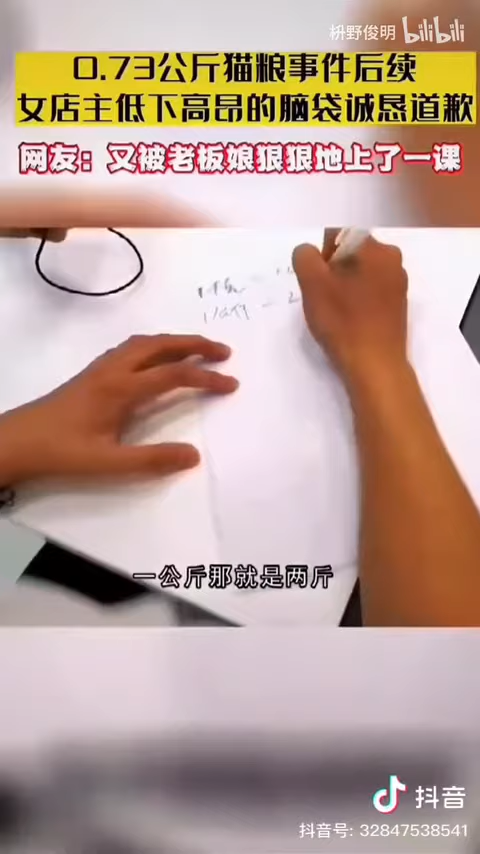 枡野俊明 bilibili
0.73公斤猫粮事件后续
女店主低下高昂的脑袋诚恳道歉
网友：又被老板娘狠狠地上了一课
一公斤那就是两斤
抖音
抖音号: 32847538541